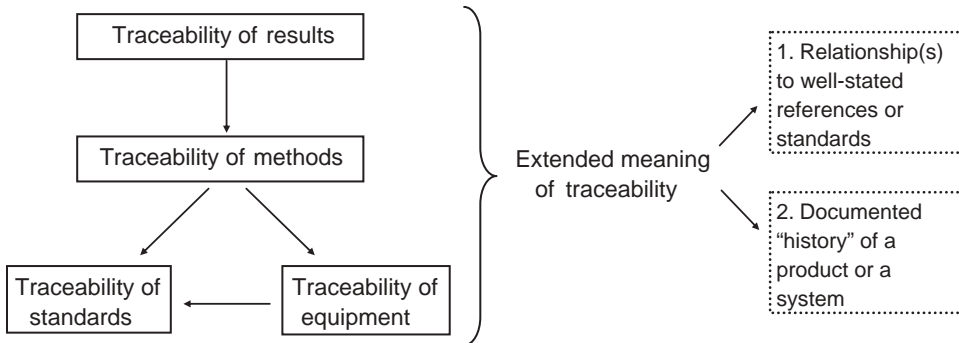 Traceability of results
Traceability of methods
Traceability of
standards
Traceability of
equipment
Extended meaning
of traceability
1. Relationship(s)
to well-stated
references or
standards
2. Documented
“history” of a
product or a
system